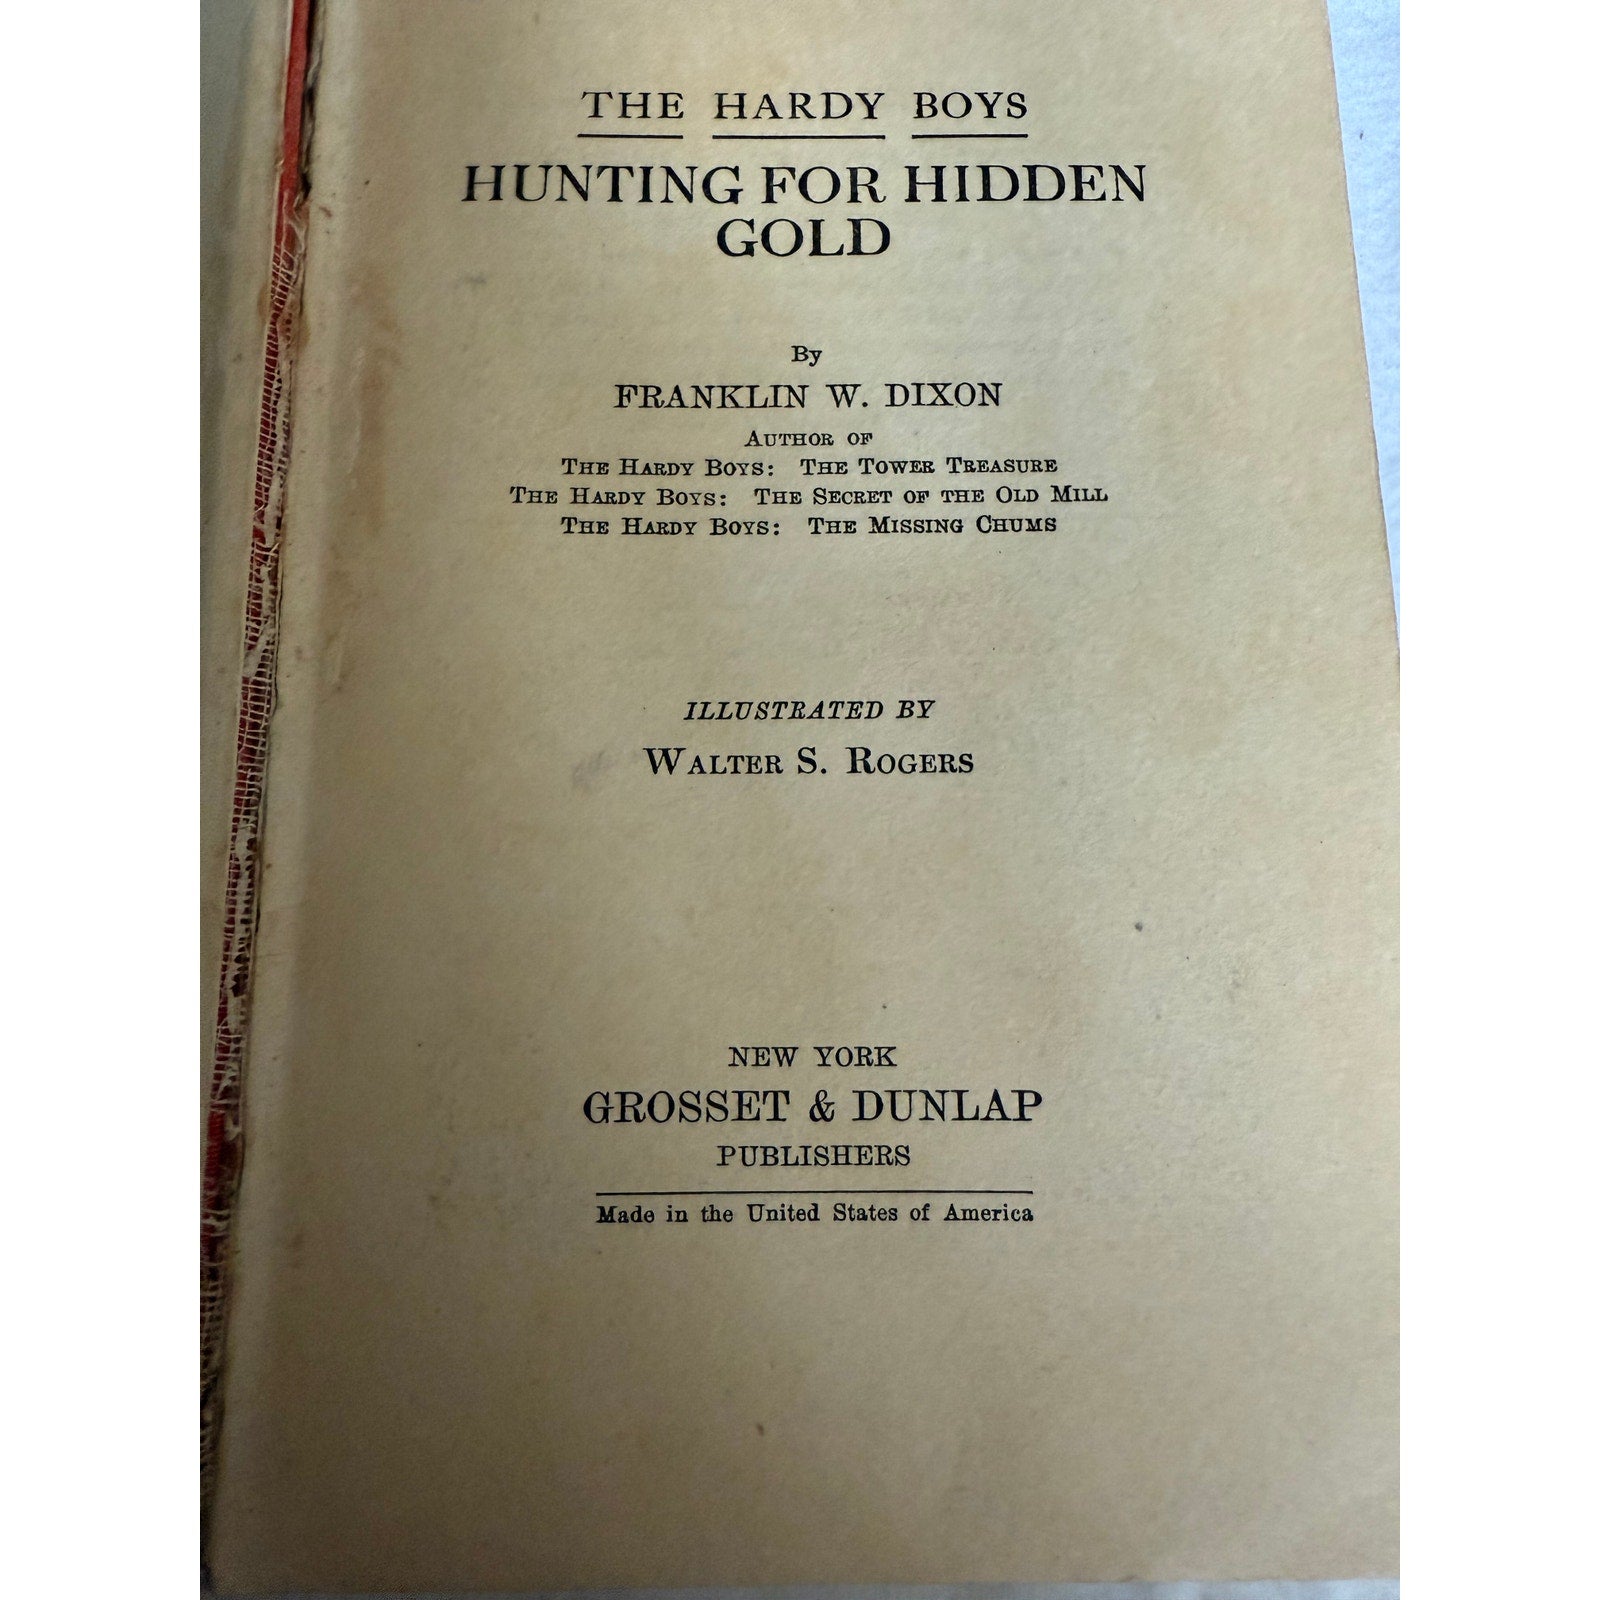 THE HARDY BOYS
HUNTING FOR HIDDEN
GOLD
By
FRANKLIN W. DIXON
AUTHOR OF
THE HARDY BOYS: THE TOWER TREASURE
THE HARDY BOYS: THE SECRET OF THE OLD MILL
THE HARDY BOYS: THE MISSING CHUMS
ILLUSTRATED BY
WALTER S. ROGERS
NEW YORK
GROSSET & DUNLAP
PUBLISHERS
Made in the United States of America